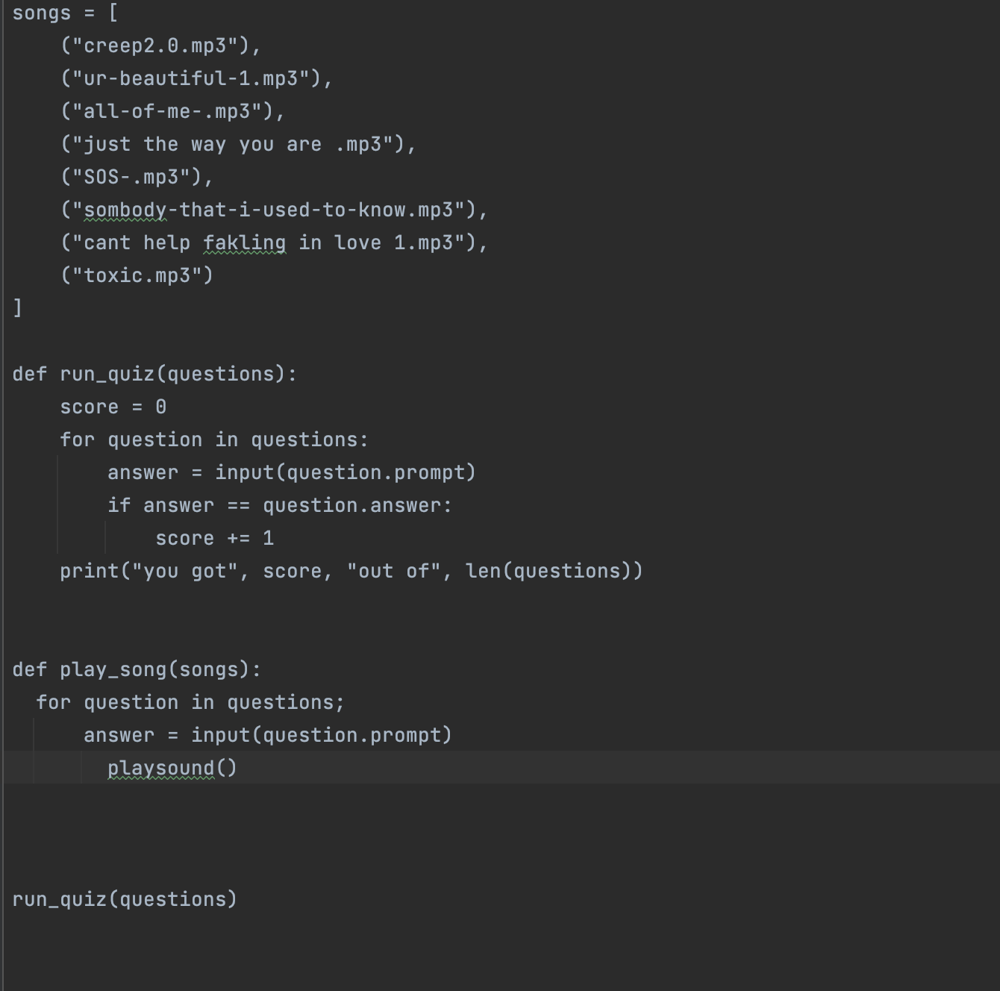 songs = [
    ("creep2.0.mp3"),
    ("ur-beautiful-1.mp3"),
    ("all-of-me-.mp3"),
    ("just the way you are .mp3"),
    ("SOS-.mp3"),
    ("sombody-that-i-used-to-know.mp3"),
    ("cant help fakling in love 1.mp3"),
    ("toxic.mp3")
]
def run_quiz(questions):
    score = 0
    for question in questions:
        answer = input(question.prompt)
        if answer == question.answer:
            score += 1
    print("you got", score, "out of", len(questions))
def play_song(songs):
  for question in questions;
      answer = input(question.prompt)
        playsound()
run_quiz(questions)